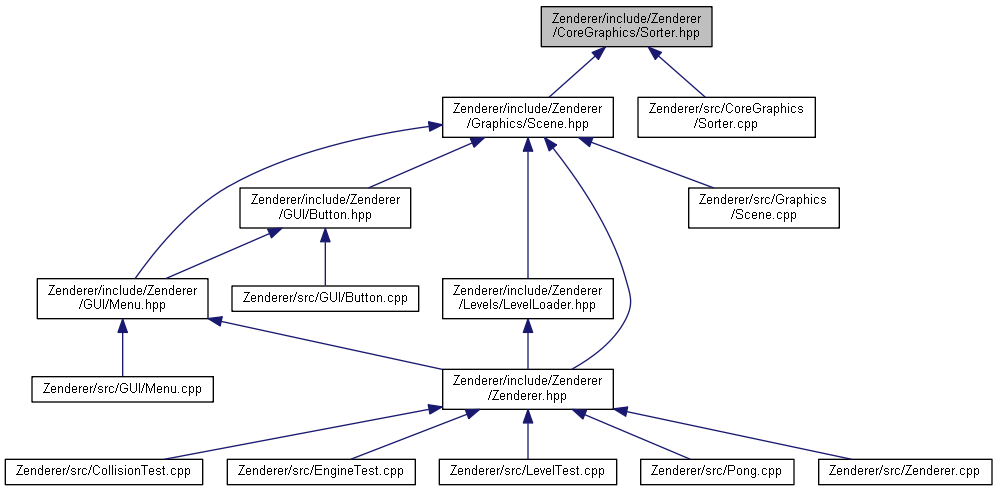 Zenderer/include/Zenderer
/CoreGraphics/Sorter.hpp
Zenderer/include/Zenderer
/Graphics/Scene.hpp
Zenderer/src/CoreGraphics
/Sorter.cpp
Zenderer/include/Zenderer
/GUI/Button.hpp
Zenderer/src/Graphics
/Scene.cpp
Zenderer/include/Zenderer
/GUI/Menu.hpp
Zenderer/src/GUI/Button.cpp
Zenderer/include/Zenderer
/Levels/LevelLoader.hpp
Zenderer/src/GUI/Menu.cpp
Zenderer/include/Zenderer
/Zenderer.hpp
Zenderer/src/CollisionTest.cpp
Zenderer/src/EngineTest.cpp
Zenderer/src/LevelTest.cpp
Zenderer/src/Pong.cpp
Zenderer/src/Zenderer.cpp